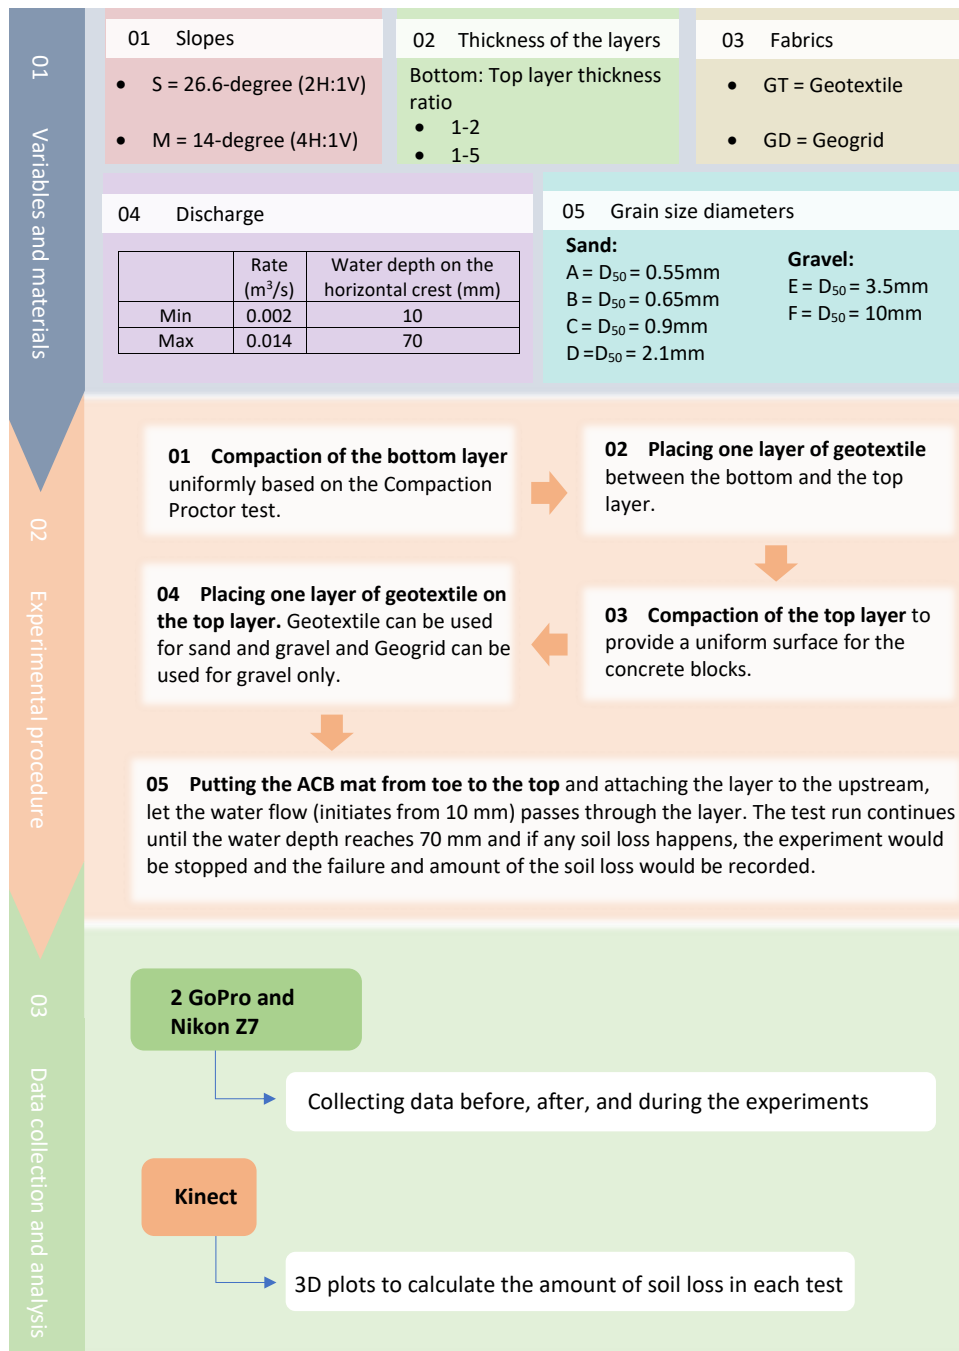 01 Variables and materials
01 Slopes
• S = 26.6-degree (2H:1V)
• M = 14-degree (4H:1V)
02 Thickness of the layers
Bottom: Top layer thickness
ratio
• 1-2
• 1-5
03 Fabrics
• GT = Geotextile
• GD = Geogrid
04 Discharge
Rate (m³/s) Water depth on the horizontal crest (mm)
Min 0.002 10
Max 0.014 70
05 Grain size diameters
Sand:
A = D₅₀ = 0.55mm
B = D₅₀ = 0.65mm
C = D₅₀ = 0.9mm
D =D₅₀ = 2.1mm
Gravel:
E = D₅₀ = 3.5mm
F = D₅₀ = 10mm
02 Experimental procedure
01 Compaction of the bottom layer
uniformly based on the Compaction
Proctor test.
02 Placing one layer of geotextile
between the bottom and the top
layer.
03 Compaction of the top layer to
provide a uniform surface for the
concrete blocks.
04 Placing one layer of geotextile on
the top layer. Geotextile can be used
for sand and gravel and Geogrid can be
used for gravel only.
05 Putting the ACB mat from toe to the top and attaching the layer to the upstream,
let the water flow (initiates from 10 mm) passes through the layer. The test run continues
until the water depth reaches 70 mm and if any soil loss happens, the experiment would
be stopped and the failure and amount of the soil loss would be recorded.
03 Data collection and analysis
2 GoPro and
Nikon Z7
Collecting data before, after, and during the experiments
Kinect
3D plots to calculate the amount of soil loss in each test